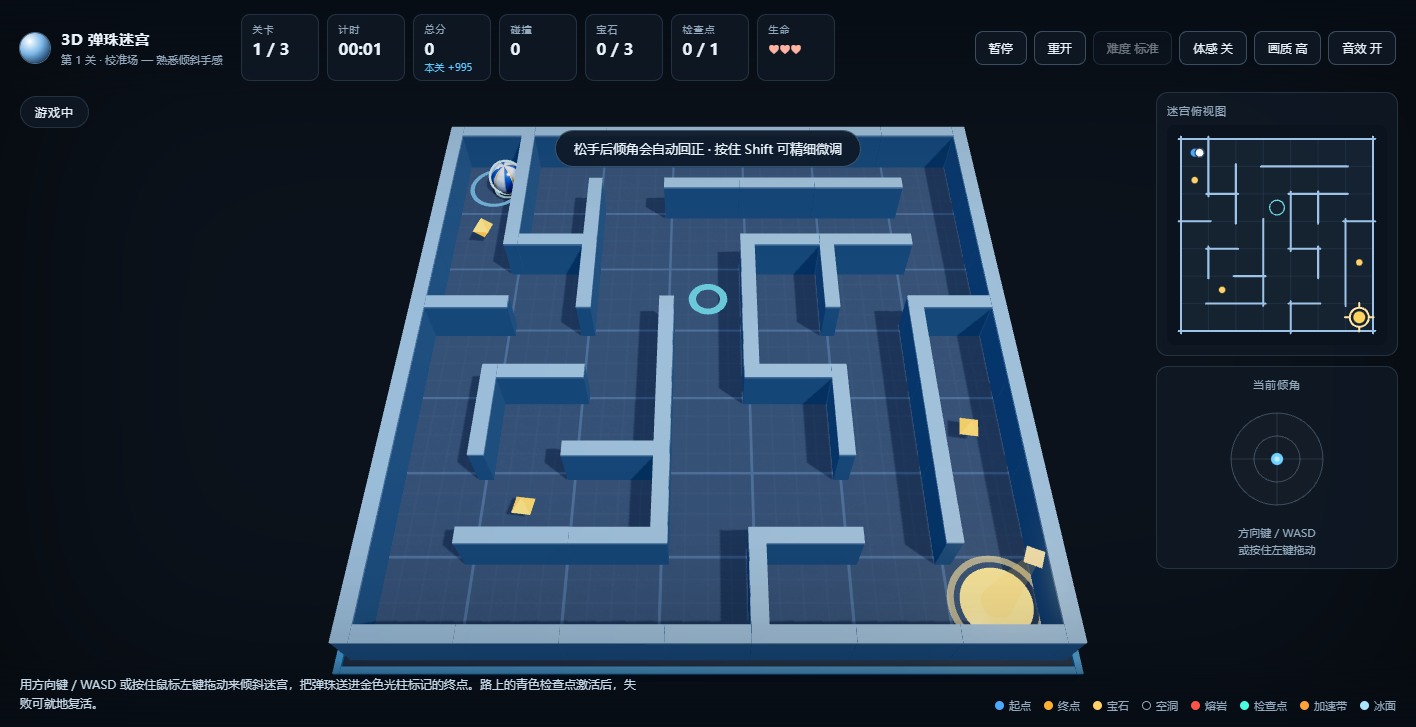 3D 弹珠迷宫
第 1 关 · 校准场 — 熟悉倾斜手感
关卡
1 / 3
计时
00:01
总分
0
本关 +995
碰撞
0
宝石
0 / 3
检查点
0 / 1
生命
♥♥♥
暂停
重开
难度 标准
体感 关
画质 高
音效 开
游戏中
松手后倾角会自动回正 · 按住 Shift 可精细微调
迷宫俯视图
当前倾角
方向键 / WASD
或按住左键拖动
用方向键 / WASD 或按住鼠标左键拖动来倾斜迷宫，把弹珠送进金色光柱标记的终点。路上的青色检查点激活后，失
败可就地复活。
起点
终点
宝石
空洞
熔岩
检查点
加速带
冰面